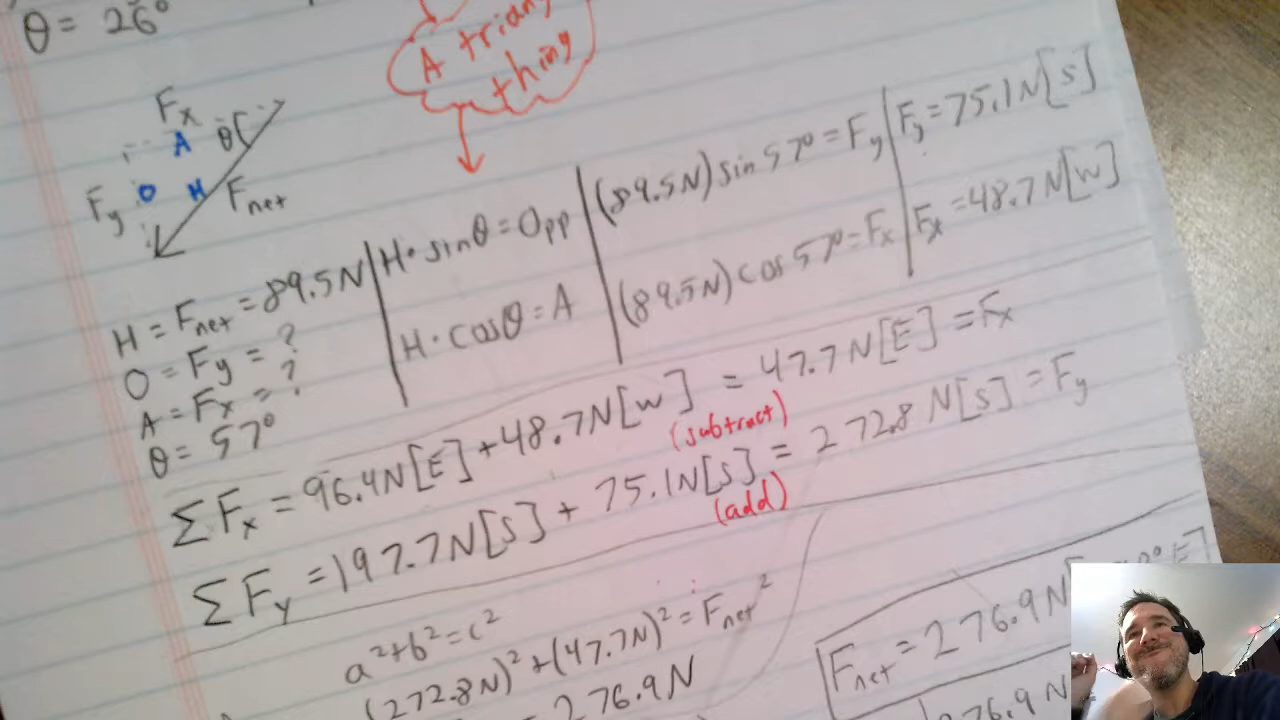 θ = 26°
A triang
thing
Fx
A θ
Fy O H Fnet
H = Fnet = 89.5N
O = Fy = ?
A = Fx = ?
θ = 57°
H · sinθ = Opp
H · cosθ = A
(89.5N) sin 57° = Fy
(89.5N) cos 57° = Fx
Fy = 75.1N[S]
Fx = 48.7N[W]
ΣFx = 96.4N[E] + 48.7N[W] = 47.7N[E] = Fx
(subtract)
ΣFy = 197.7N[S] + 75.1N[S] = 272.8N[S] = Fy
(add)
a² + b² = c²
(272.8N)² + (47.7N)² = Fnet²
= 276.9N
Fnet = 276.9N
276.9N